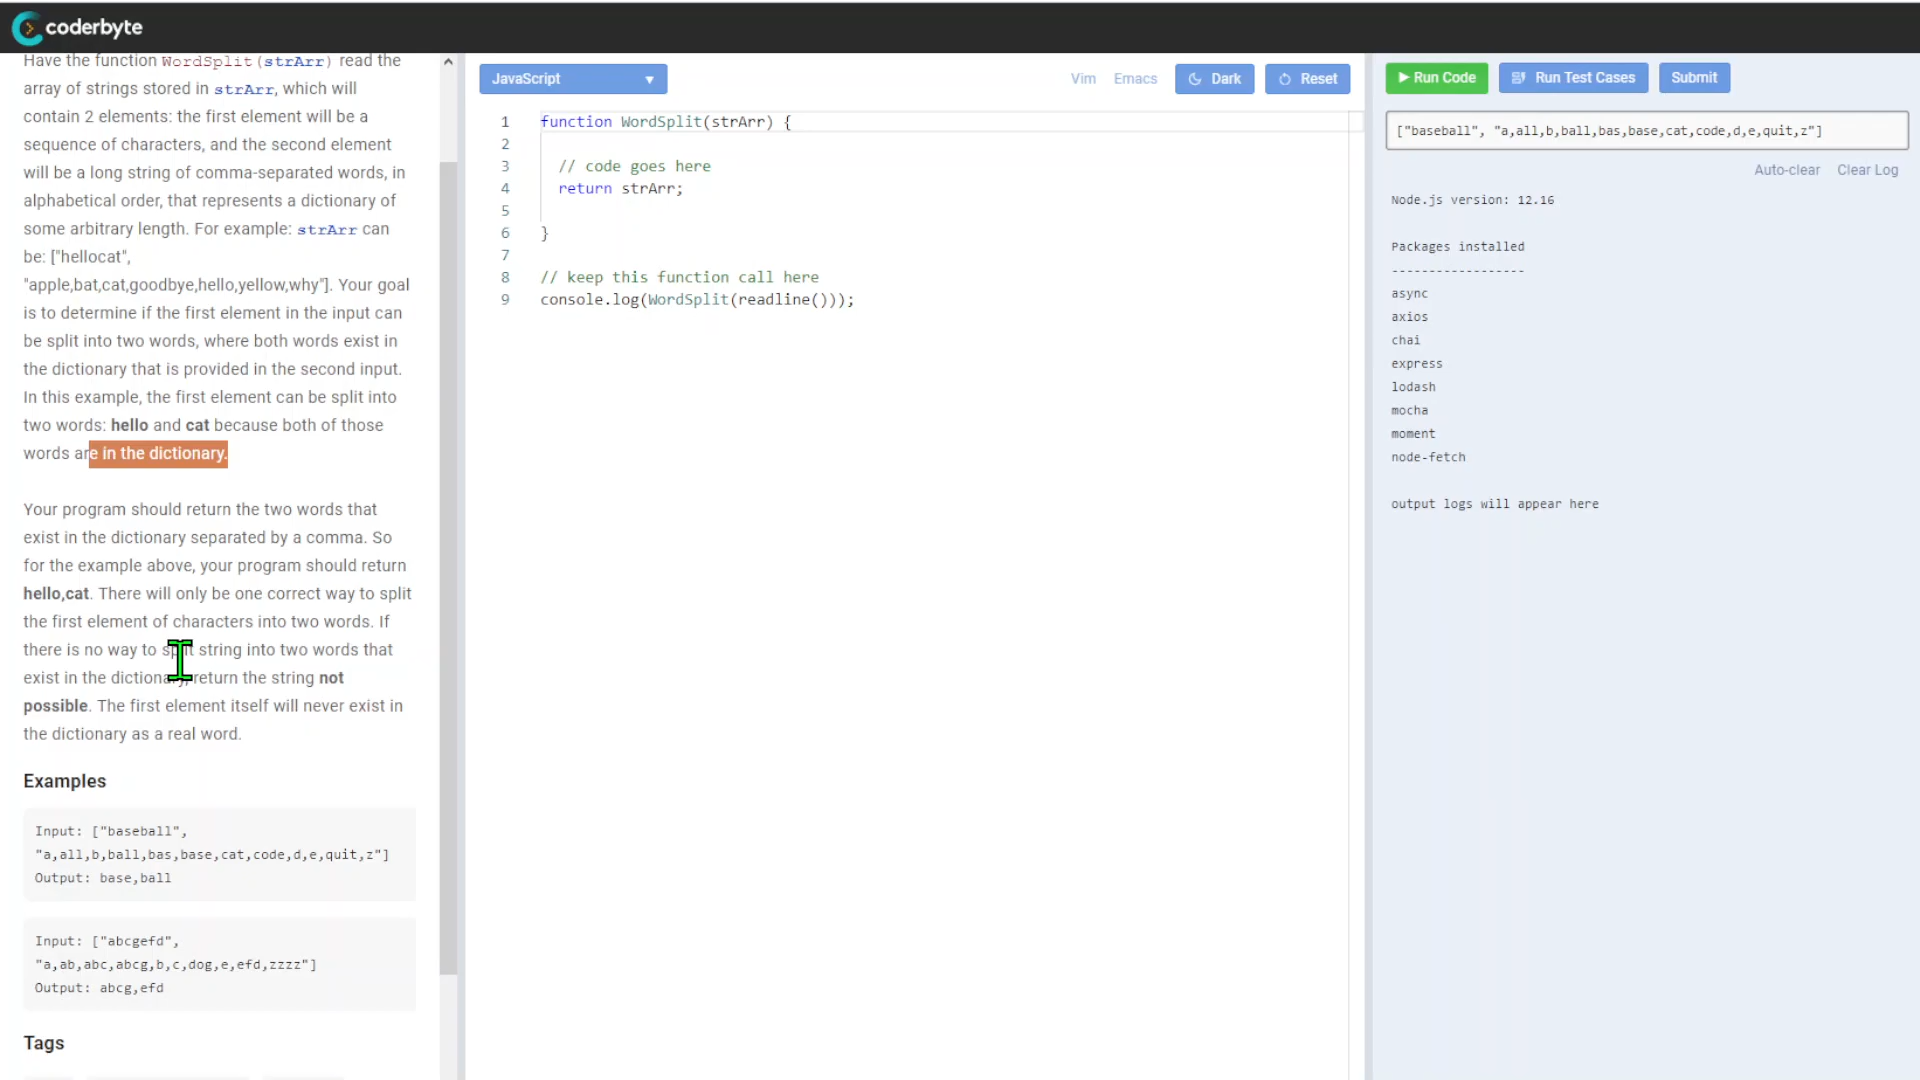 coderbyte
Have the function WordSplit(strArr) read the
array of strings stored in strArr, which will
contain 2 elements: the first element will be a
sequence of characters, and the second element
will be a long string of comma-separated words, in
alphabetical order, that represents a dictionary of
some arbitrary length. For example: strArr can
be: ["hellocat",
"apple,bat,cat,goodbye,hello,yellow,why"]. Your goal
is to determine if the first element in the input can
be split into two words, where both words exist in
the dictionary that is provided in the second input.
In this example, the first element can be split into
two words: hello and cat because both of those
words are in the dictionary.
Your program should return the two words that
exist in the dictionary separated by a comma. So
for the example above, your program should return
hello,cat. There will only be one correct way to split
the first element of characters into two words. If
there is no way to split string into two words that
exist in the dictionary, return the string not
possible. The first element itself will never exist in
the dictionary as a real word.
Examples
Input: ["baseball",
"a,all,b,ball,bas,base,cat,code,d,e,quit,z"]
Output: base,ball
Input: ["abcgefd",
"a,ab,abc,abcg,b,c,dog,e,efd,zzzz"]
Output: abcg,efd
Tags
JavaScript
Vim Emacs Dark Reset
1 function WordSplit(strArr) {
2
3 // code goes here
4 return strArr;
5
6 }
7
8 // keep this function call here
9 console.log(WordSplit(readline()));
Run Code Run Test Cases Submit
["baseball", "a,all,b,ball,bas,base,cat,code,d,e,quit,z"]
Auto-clear Clear Log
Node.js version: 12.16
Packages installed
------------------
async
axios
chai
express
lodash
mocha
moment
node-fetch
output logs will appear here